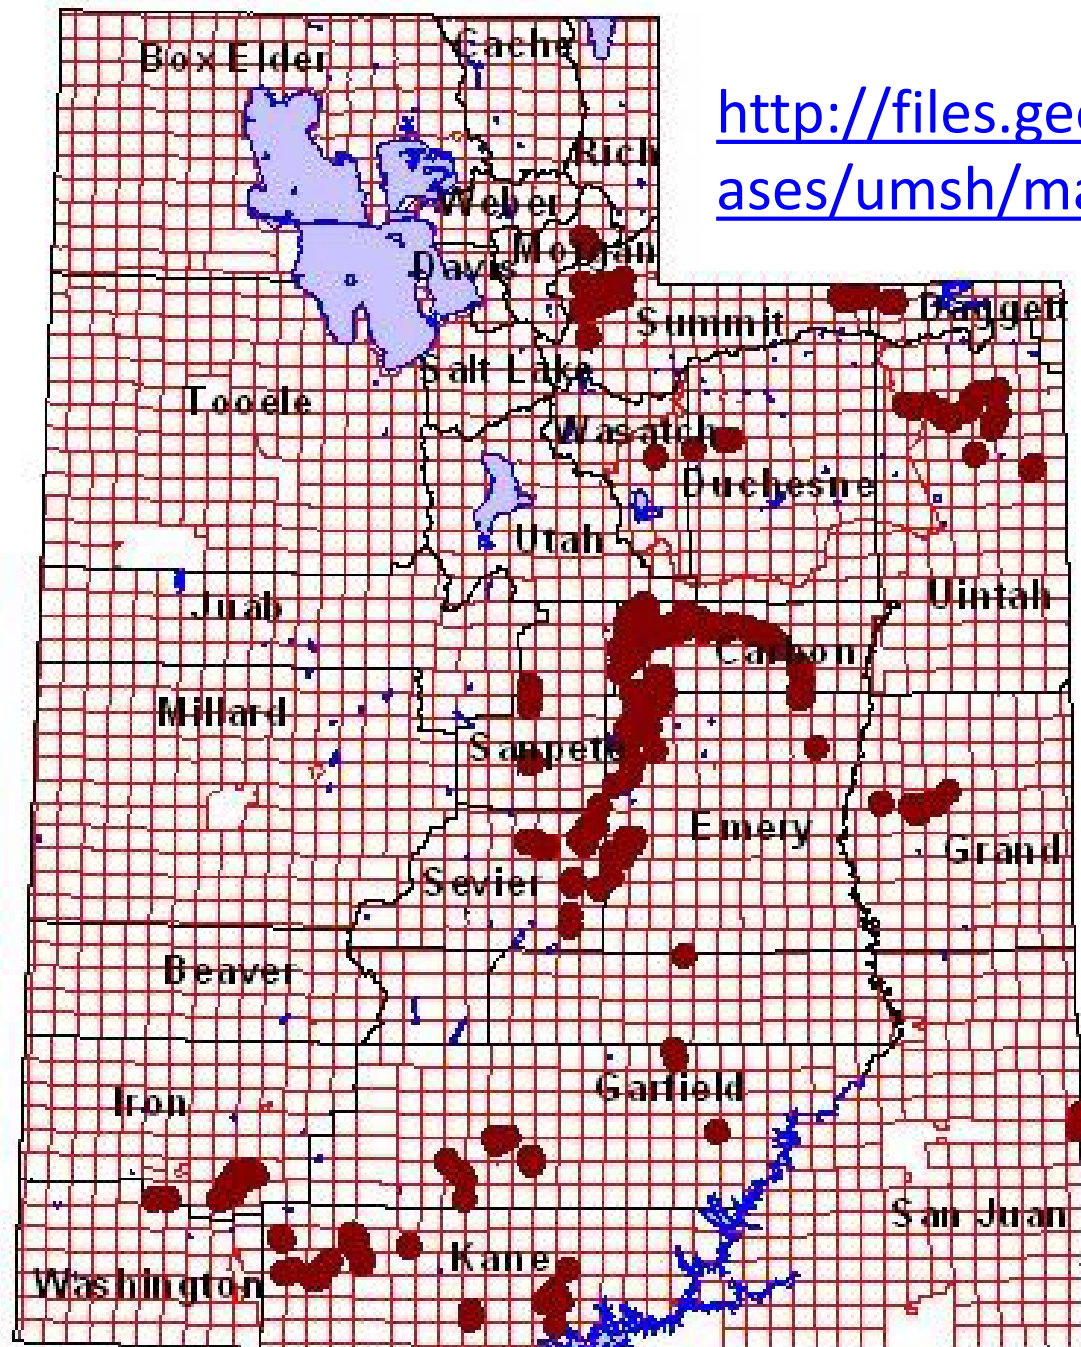 Box Elder
Cache
http://files.geo
ases/umsh/ma
Rich
Weber
Morgan
Davis
Daggett
Summit
Salt Lake
Tooele
Wasatch
Duchesne
Utah
Uintah
Juab
Carbon
Millard
Sanpete
Emery
Grand
Sevier
Beaver
Garfield
Iron
San Juan
Kane
Washington